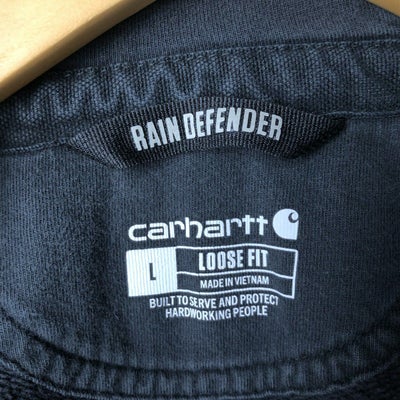 RAIN DEFENDER
carhartt
L LOOSE FIT
MADE IN VIETNAM
BUILT TO SERVE AND PROTECT
HARDWORKING PEOPLE